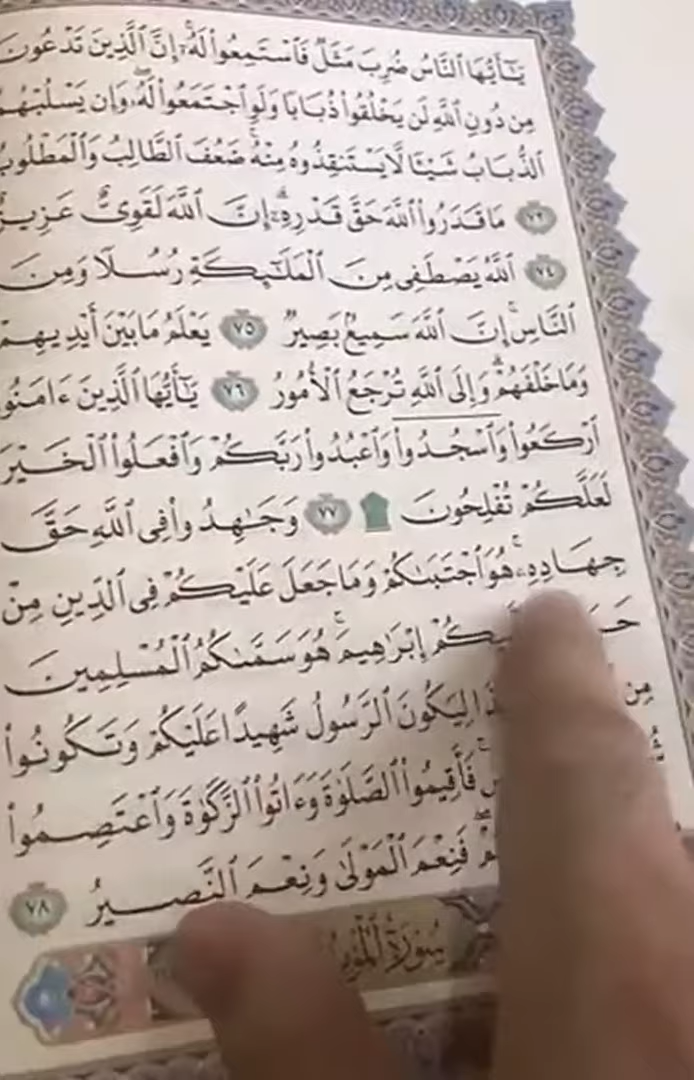 يَـٰٓأَيُّهَا ٱلنَّاسُ ضُرِبَ مَثَلٌ فَٱسْتَمِعُوا۟ لَهُۥٓ ۚ إِنَّ ٱلَّذِينَ تَدْعُونَ
مِن دُونِ ٱللَّهِ لَن يَخْلُقُوا۟ ذُبَابًا وَلَوِ ٱجْتَمَعُوا۟ لَهُۥ ۖ وَإِن يَسْلُبْهُمُ
ٱلذُّبَابُ شَيْـًٔا لَّا يَسْتَنقِذُوهُ مِنْهُ ۚ ضَعُفَ ٱلطَّالِبُ وَٱلْمَطْلُوبُ
٧٣ مَا قَدَرُوا۟ ٱللَّهَ حَقَّ قَدْرِهِۦٓ ۗ إِنَّ ٱللَّهَ لَقَوِىٌّ عَزِيزٌ
٧٤ ٱللَّهُ يَصْطَفِى مِنَ ٱلْمَلَـٰٓئِكَةِ رُسُلًا وَمِنَ
ٱلنَّاسِ ۚ إِنَّ ٱللَّهَ سَمِيعٌۢ بَصِيرٌ ٧٥ يَعْلَمُ مَا بَيْنَ أَيْدِيهِمْ
وَمَا خَلْفَهُمْ ۗ وَإِلَى ٱللَّهِ تُرْجَعُ ٱلْأُمُورُ ٧٦ يَـٰٓأَيُّهَا ٱلَّذِينَ ءَامَنُوا۟
ٱرْكَعُوا۟ وَٱسْجُدُوا۟ وَٱعْبُدُوا۟ رَبَّكُمْ وَٱفْعَلُوا۟ ٱلْخَيْرَ
لَعَلَّكُمْ تُفْلِحُونَ ٧٧ وَجَـٰهِدُوا۟ فِى ٱللَّهِ حَقَّ
جِهَادِهِۦ ۚ هُوَ ٱجْتَبَىٰكُمْ وَمَا جَعَلَ عَلَيْكُمْ فِى ٱلدِّينِ مِنْ
إِبْرَٰهِيمَ ۚ هُوَ سَمَّىٰكُمُ ٱلْمُسْلِمِينَ
مِن لِيَكُونَ ٱلرَّسُولُ شَهِيدًا عَلَيْكُمْ وَتَكُونُوا۟
فَأَقِيمُوا۟ ٱلصَّلَوٰةَ وَءَاتُوا۟ ٱلزَّكَوٰةَ وَٱعْتَصِمُوا۟
فَنِعْمَ ٱلْمَوْلَىٰ وَنِعْمَ ٱلنَّصِيرُ ٧٨
سُورَةُ